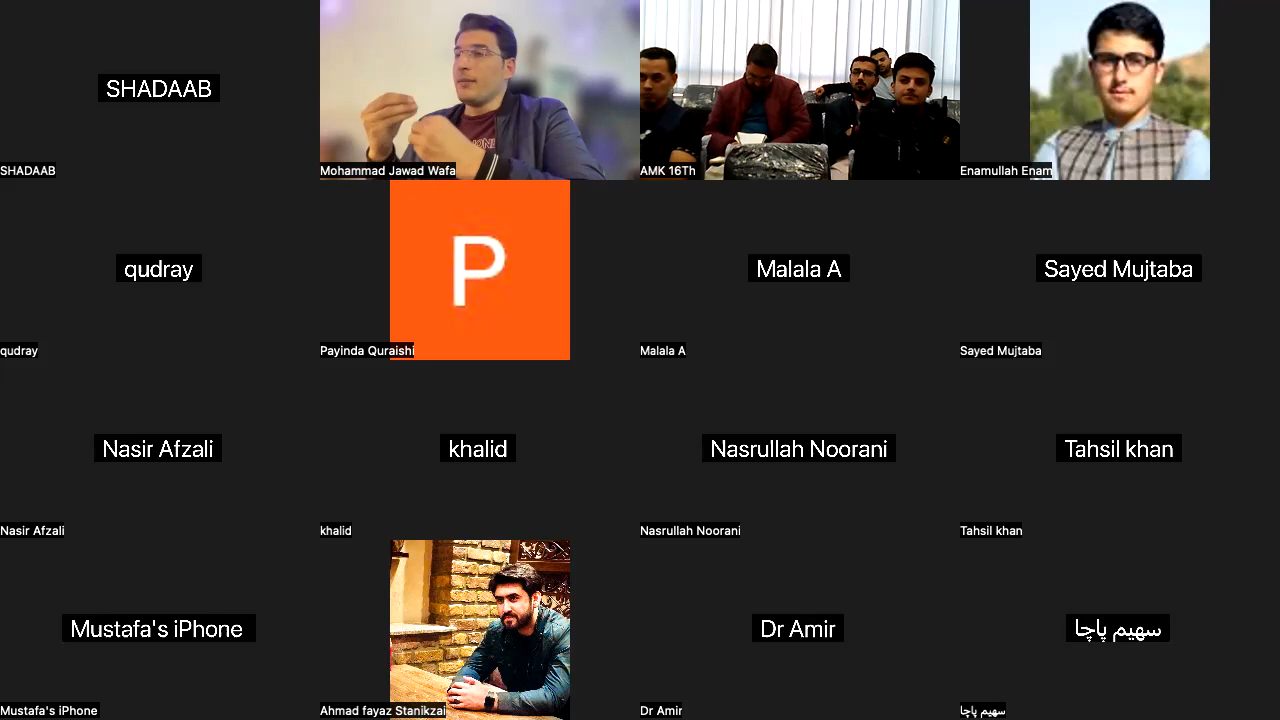 SHADAAB
SHADAAB
Mohammad Jawad Wafa
AMK 16Th
Enamullah Enam
qudray
P
Malala A
Sayed Mujtaba
qudray
Payinda Quraishi
Malala A
Sayed Mujtaba
Nasir Afzali
khalid
Nasrullah Noorani
Tahsil khan
Nasir Afzali
khalid
Nasrullah Noorani
Tahsil khan
Mustafa's iPhone
Dr Amir
سهیم پاچا
Mustafa's iPhone
Ahmad fayaz Stanikzai
Dr Amir
سهیم پاچا